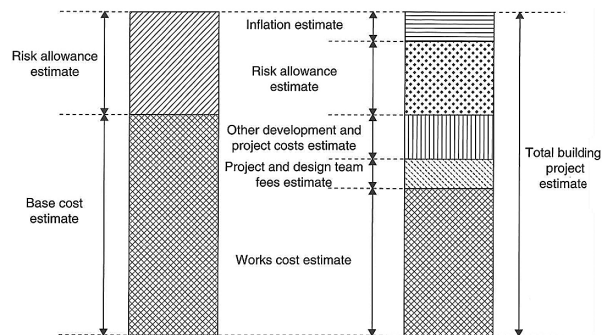 Risk allowance
estimate
Base cost
estimate
Inflation estimate
Risk allowance
estimate
Other development and
project costs estimate
Project and design team
fees estimate
Works cost estimate
Total building
project
estimate